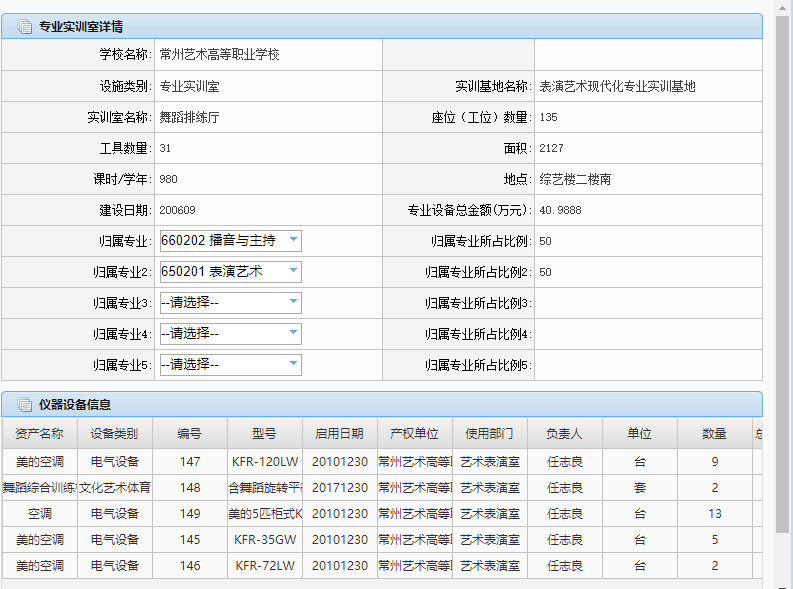 专业实训室详情
学校名称: 常州艺术高等职业学校
设施类别: 专业实训室 实训基地名称: 表演艺术现代化专业实训基地
实训室名称: 舞蹈排练厅 座位（工位）数量: 135
工具数量: 31 面积: 2127
课时/学年: 980 地点: 综艺楼二楼南
建设日期: 200609 专业设备总金额(万元): 40.9888
归属专业: 660202 播音与主持 归属专业所占比例: 50
归属专业2: 650201 表演艺术 归属专业所占比例2: 50
归属专业3: --请选择-- 归属专业所占比例3:
归属专业4: --请选择-- 归属专业所占比例4:
归属专业5: --请选择-- 归属专业所占比例5:
仪器设备信息
资产名称 设备类别 编号 型号 启用日期 产权单位 使用部门 负责人 单位 数量
美的空调 电气设备 147 KFR-120LW 20101230 常州艺术高等 艺术表演室 任志良 台 9
舞蹈综合训练 文化艺术体育 148 含舞蹈旋转平 20171230 常州艺术高等 艺术表演室 任志良 套 2
空调 电气设备 149 美的5匹柜式K 20101230 常州艺术高等 艺术表演室 任志良 台 13
美的空调 电气设备 145 KFR-35GW 20101230 常州艺术高等 艺术表演室 任志良 台 5
美的空调 电气设备 146 KFR-72LW 20101230 常州艺术高等 艺术表演室 任志良 台 2